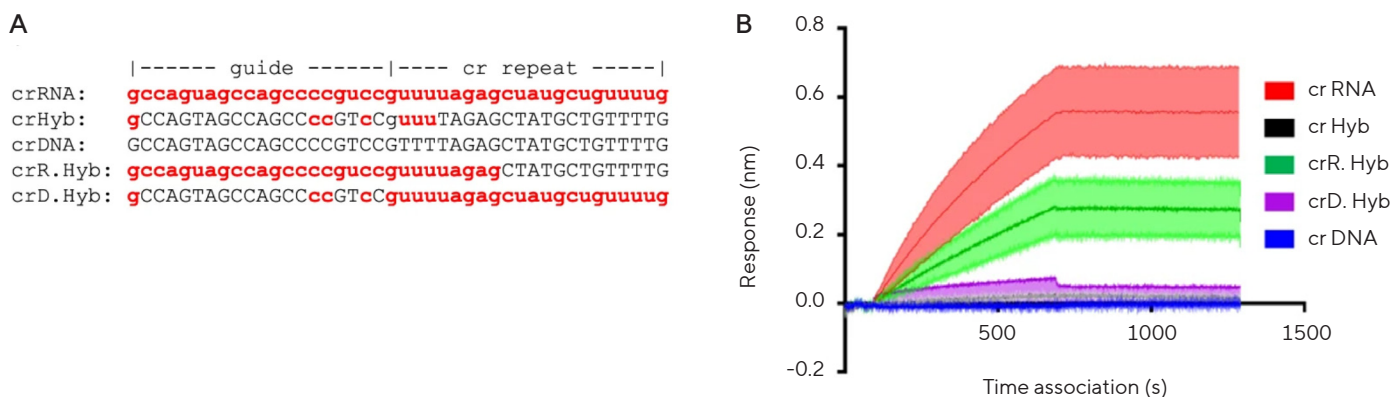 A
|------ guide ------|---- cr repeat -----|
crRNA: gccaguagccagccccguccguuuuagagcuaugcuguuuug
crHyb: gCCAGTAGCCAGCCccGTcCguuuTAGAGCTATGCTGTTTTG
crDNA: GCCAGTAGCCAGCCCCGTCCGTTTTAGAGCTATGCTGTTTTG
crR.Hyb: gccaguagccagccccguccguuuuagagCTATGCTGTTTTG
crD.Hyb: gCCAGTAGCCAGCCccGTcCguuuuagagcuaugcuguuuug
B
0.8
0.6
0.4
0.2
0.0
-0.2
Response (nm)
500
1000
1500
Time association (s)
cr RNA
cr Hyb
crR. Hyb
crD. Hyb
cr DNA